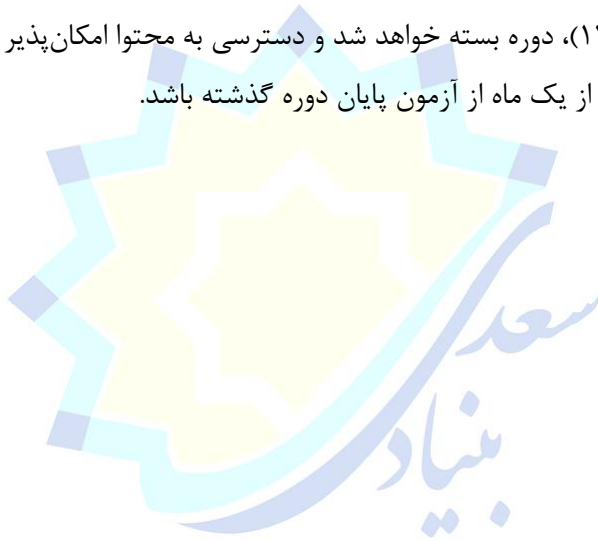 ۱۲)، دوره بسته خواهد شد و دسترسی به محتوا امکان‌پذیر
از یک ماه از آزمون پایان دوره گذشته باشد.
بنیاد سعدی